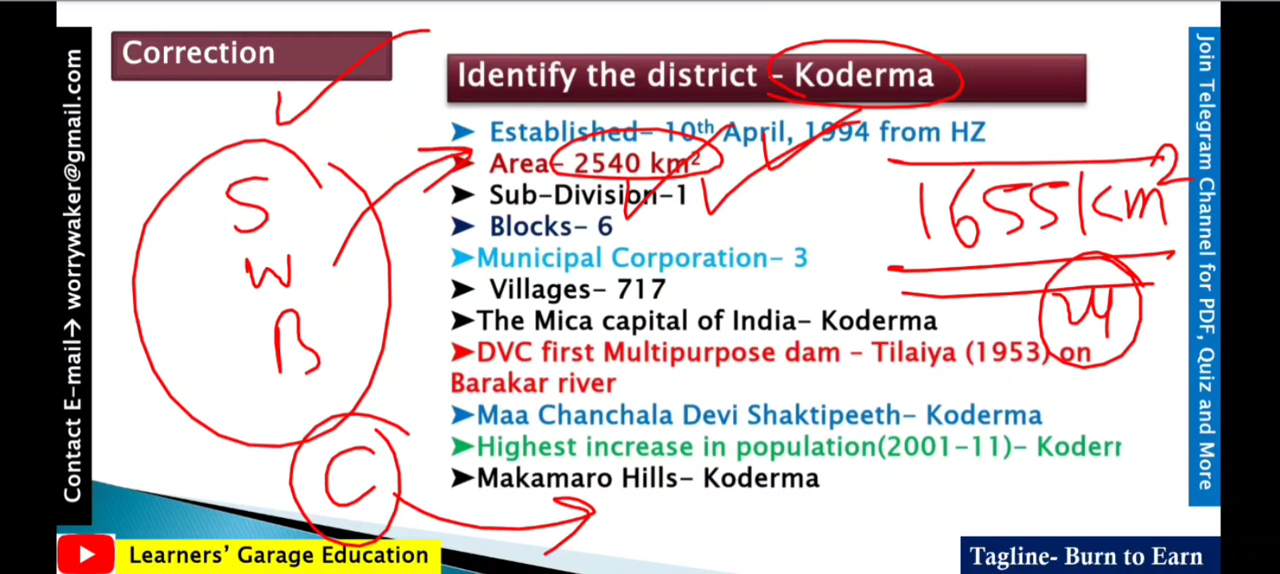 Contact E-mail→ worrywaker@gmail.com
Correction
S
W
B
C
Identify the district - Koderma
➤ Established- 10th April, 1994 from HZ
➤ Area- 2540 km²
➤ Sub-Division-1
➤ Blocks- 6
➤Municipal Corporation- 3
➤ Villages- 717
➤The Mica capital of India- Koderma
➤DVC first Multipurpose dam - Tilaiya (1953) on
Barakar river
➤Maa Chanchala Devi Shaktipeeth- Koderma
➤Highest increase in population(2001-11)- Koderr
➤Makamaro Hills- Koderma
1655 km²
24
Join Telegram Channel for PDF, Quiz and More
Learners' Garage Education
Tagline- Burn to Earn